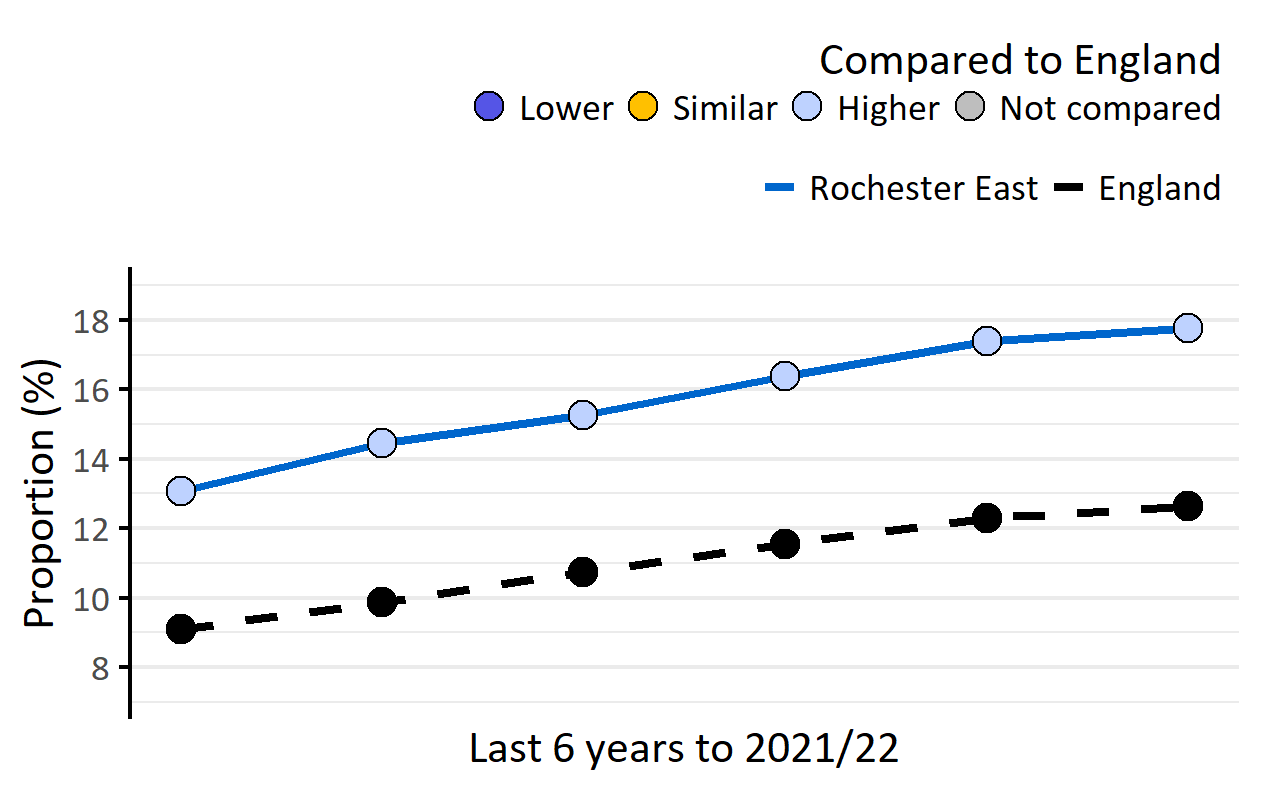 Compared to England
Lower Similar Higher Not compared
Rochester East England
Proportion (%)
18
16
14
12
10
8
Last 6 years to 2021/22